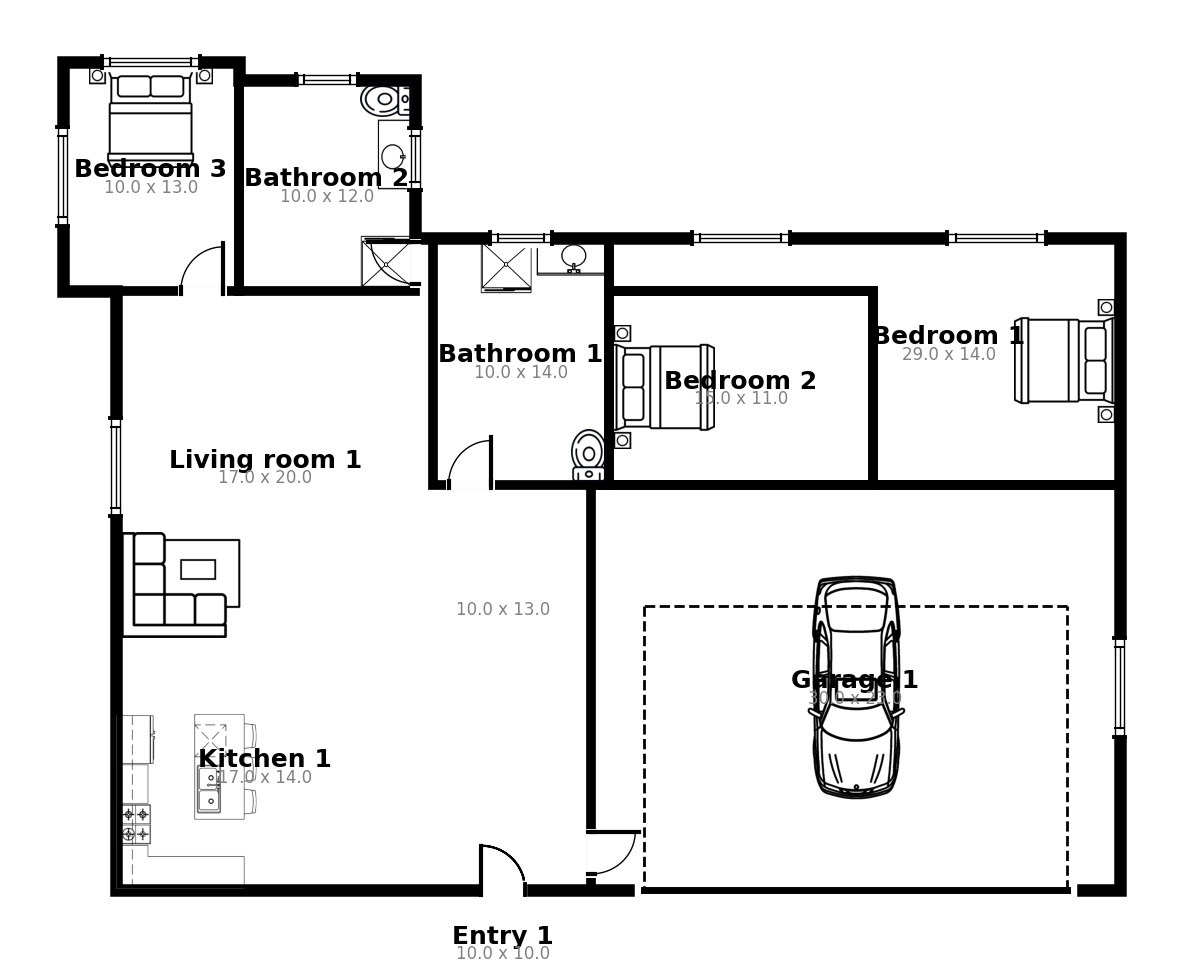 Bedroom 3
10.0 x 13.0
Bathroom 2
10.0 x 12.0
Bedroom 1
29.0 x 14.0
Bathroom 1
10.0 x 14.0
Bedroom 2
15.0 x 11.0
Living room 1
17.0 x 20.0
10.0 x 13.0
Garage 1
30.0 x 23.0
Kitchen 1
17.0 x 14.0
Entry 1
10.0 x 10.0